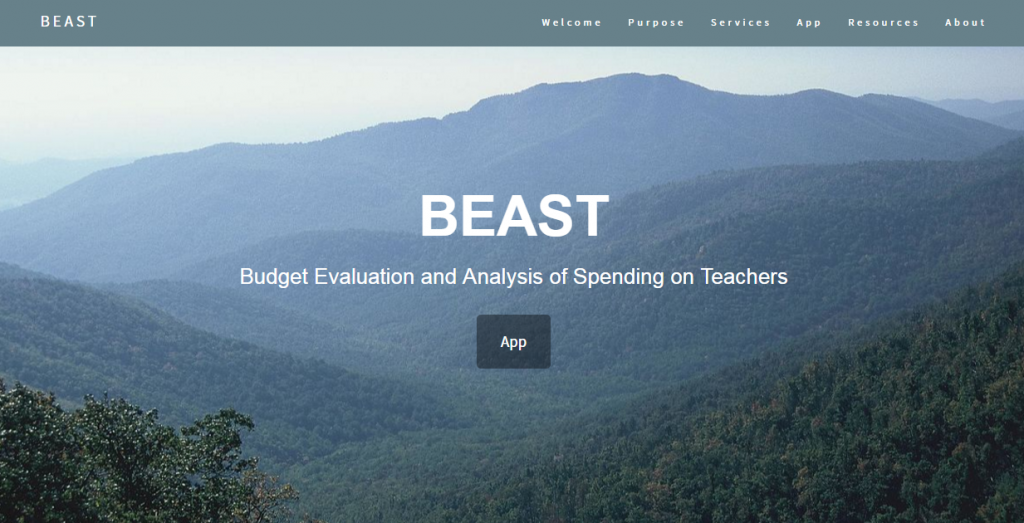 BEAST
Welcome Purpose Services App Resources About
BEAST
Budget Evaluation and Analysis of Spending on Teachers
App